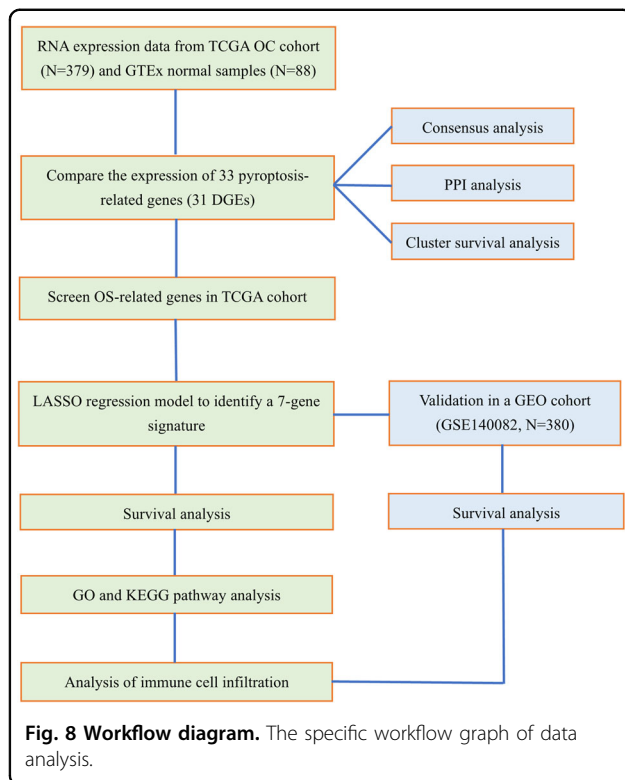 RNA expression data from TCGA OC cohort
(N=379) and GTEx normal samples (N=88)
Consensus analysis
Compare the expression of 33 pyroptosis-
related genes (31 DGEs)
PPI analysis
Cluster survival analysis
Screen OS-related genes in TCGA cohort
LASSO regression model to identify a 7-gene
signature
Validation in a GEO cohort
(GSE140082, N=380)
Survival analysis
Survival analysis
GO and KEGG pathway analysis
Analysis of immune cell infiltration
Fig. 8 Workflow diagram. The specific workflow graph of data
analysis.